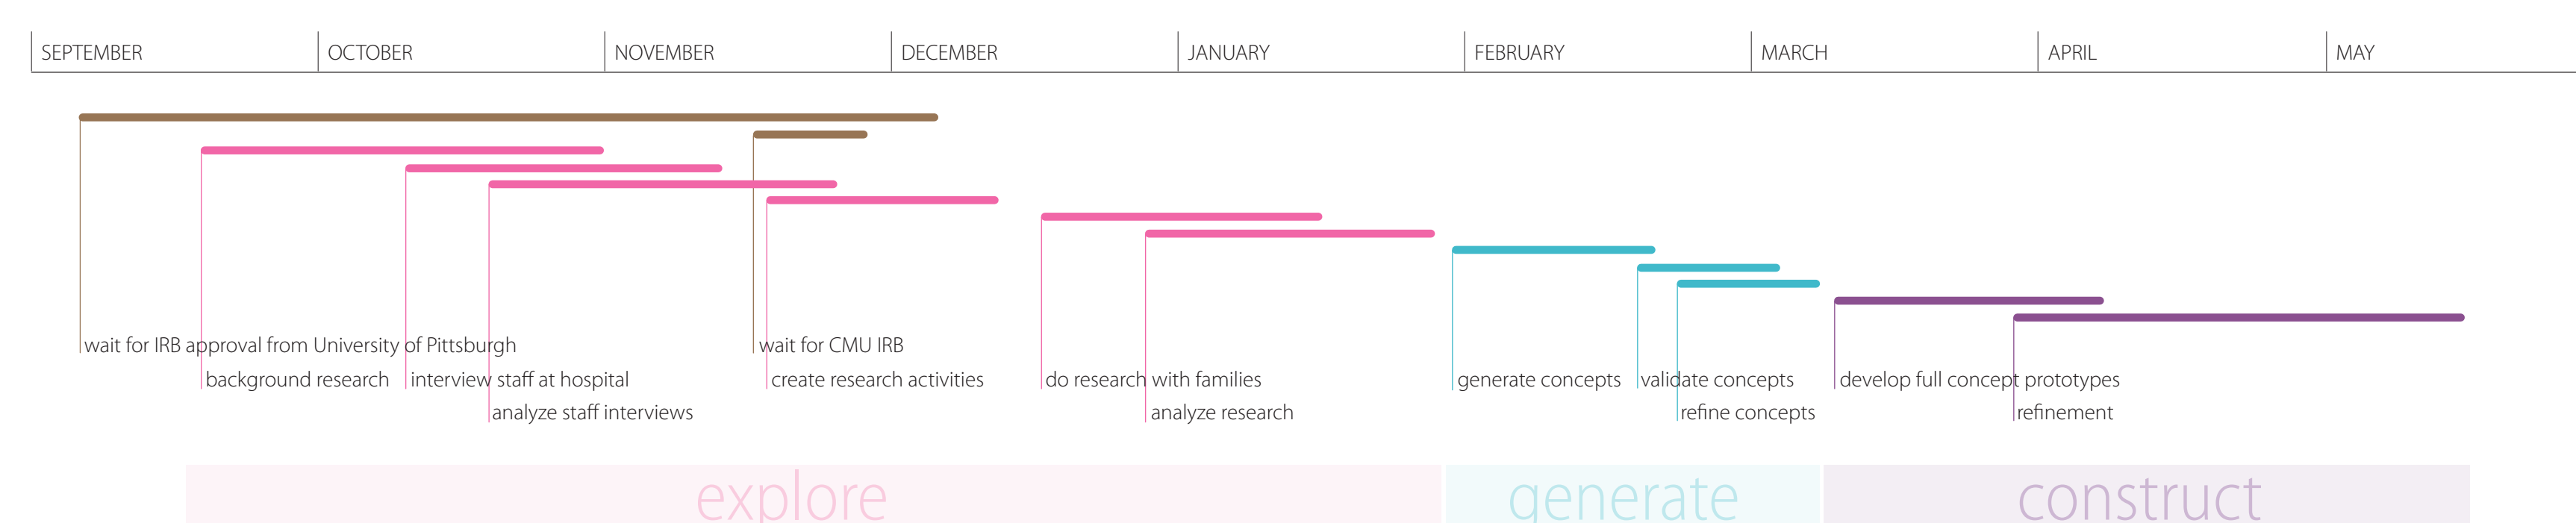 SEPTEMBER OCTOBER NOVEMBER DECEMBER JANUARY FEBRUARY MARCH APRIL MAY
wait for IRB approval from University of Pittsburgh wait for CMU IRB
background research interview staff at hospital create research activities do research with families generate concepts validate concepts develop full concept prototypes
analyze staff interviews analyze research refine concepts refinement
explore generate construct